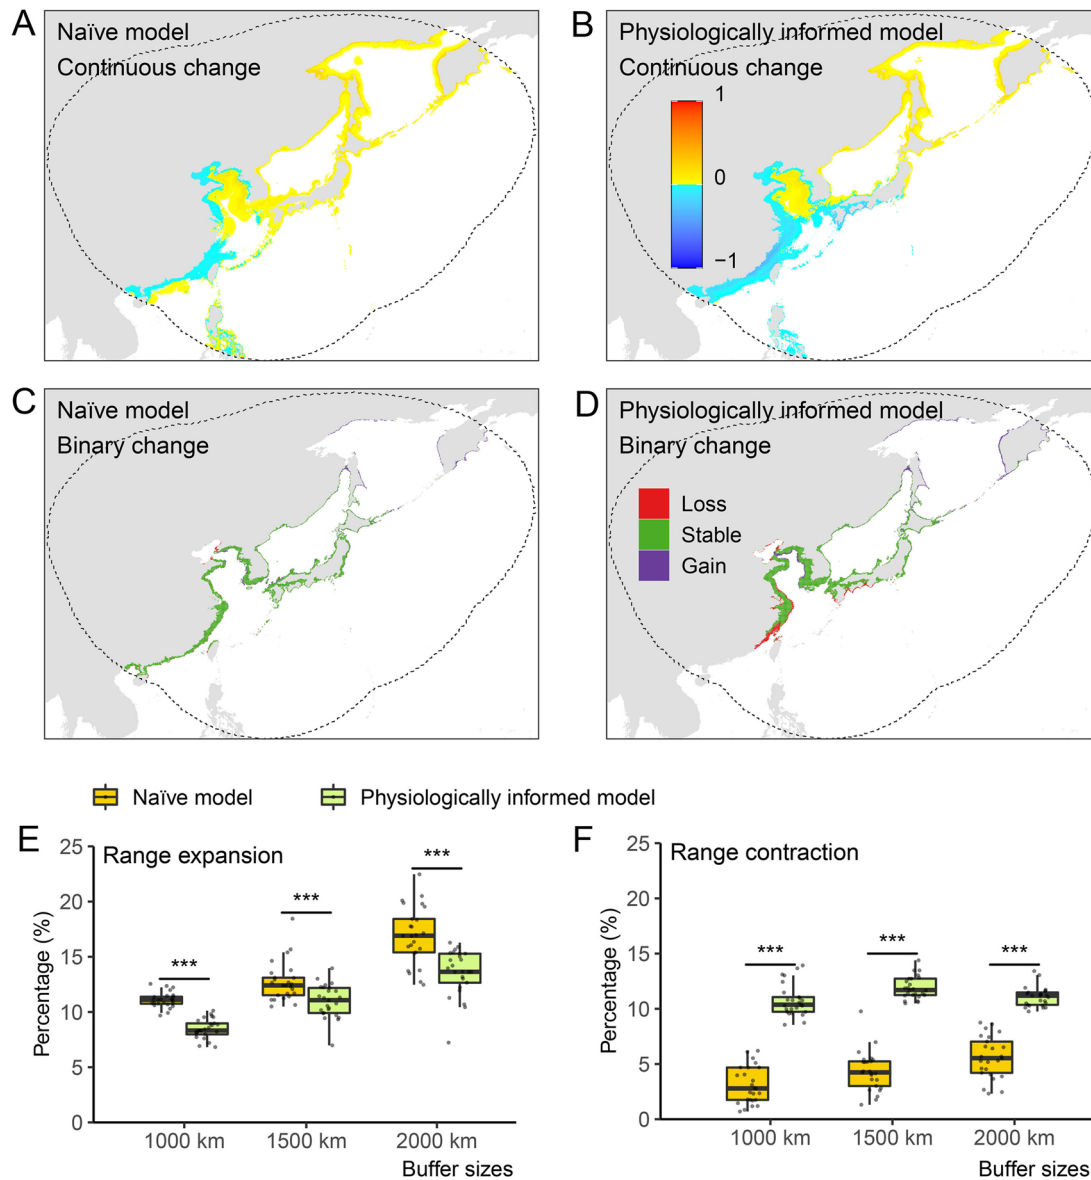 A
Naïve model
Continuous change
B
Physiologically informed model
Continuous change
1
0
−1
C
Naïve model
Binary change
D
Physiologically informed model
Binary change
Loss
Stable
Gain
Naïve model
Physiologically informed model
E
Range expansion
Percentage (%)
25
20
15
10
5
0
***
***
***
1000 km
1500 km
2000 km
Buffer sizes
F
Range contraction
Percentage (%)
25
20
15
10
5
0
***
***
***
1000 km
1500 km
2000 km
Buffer sizes